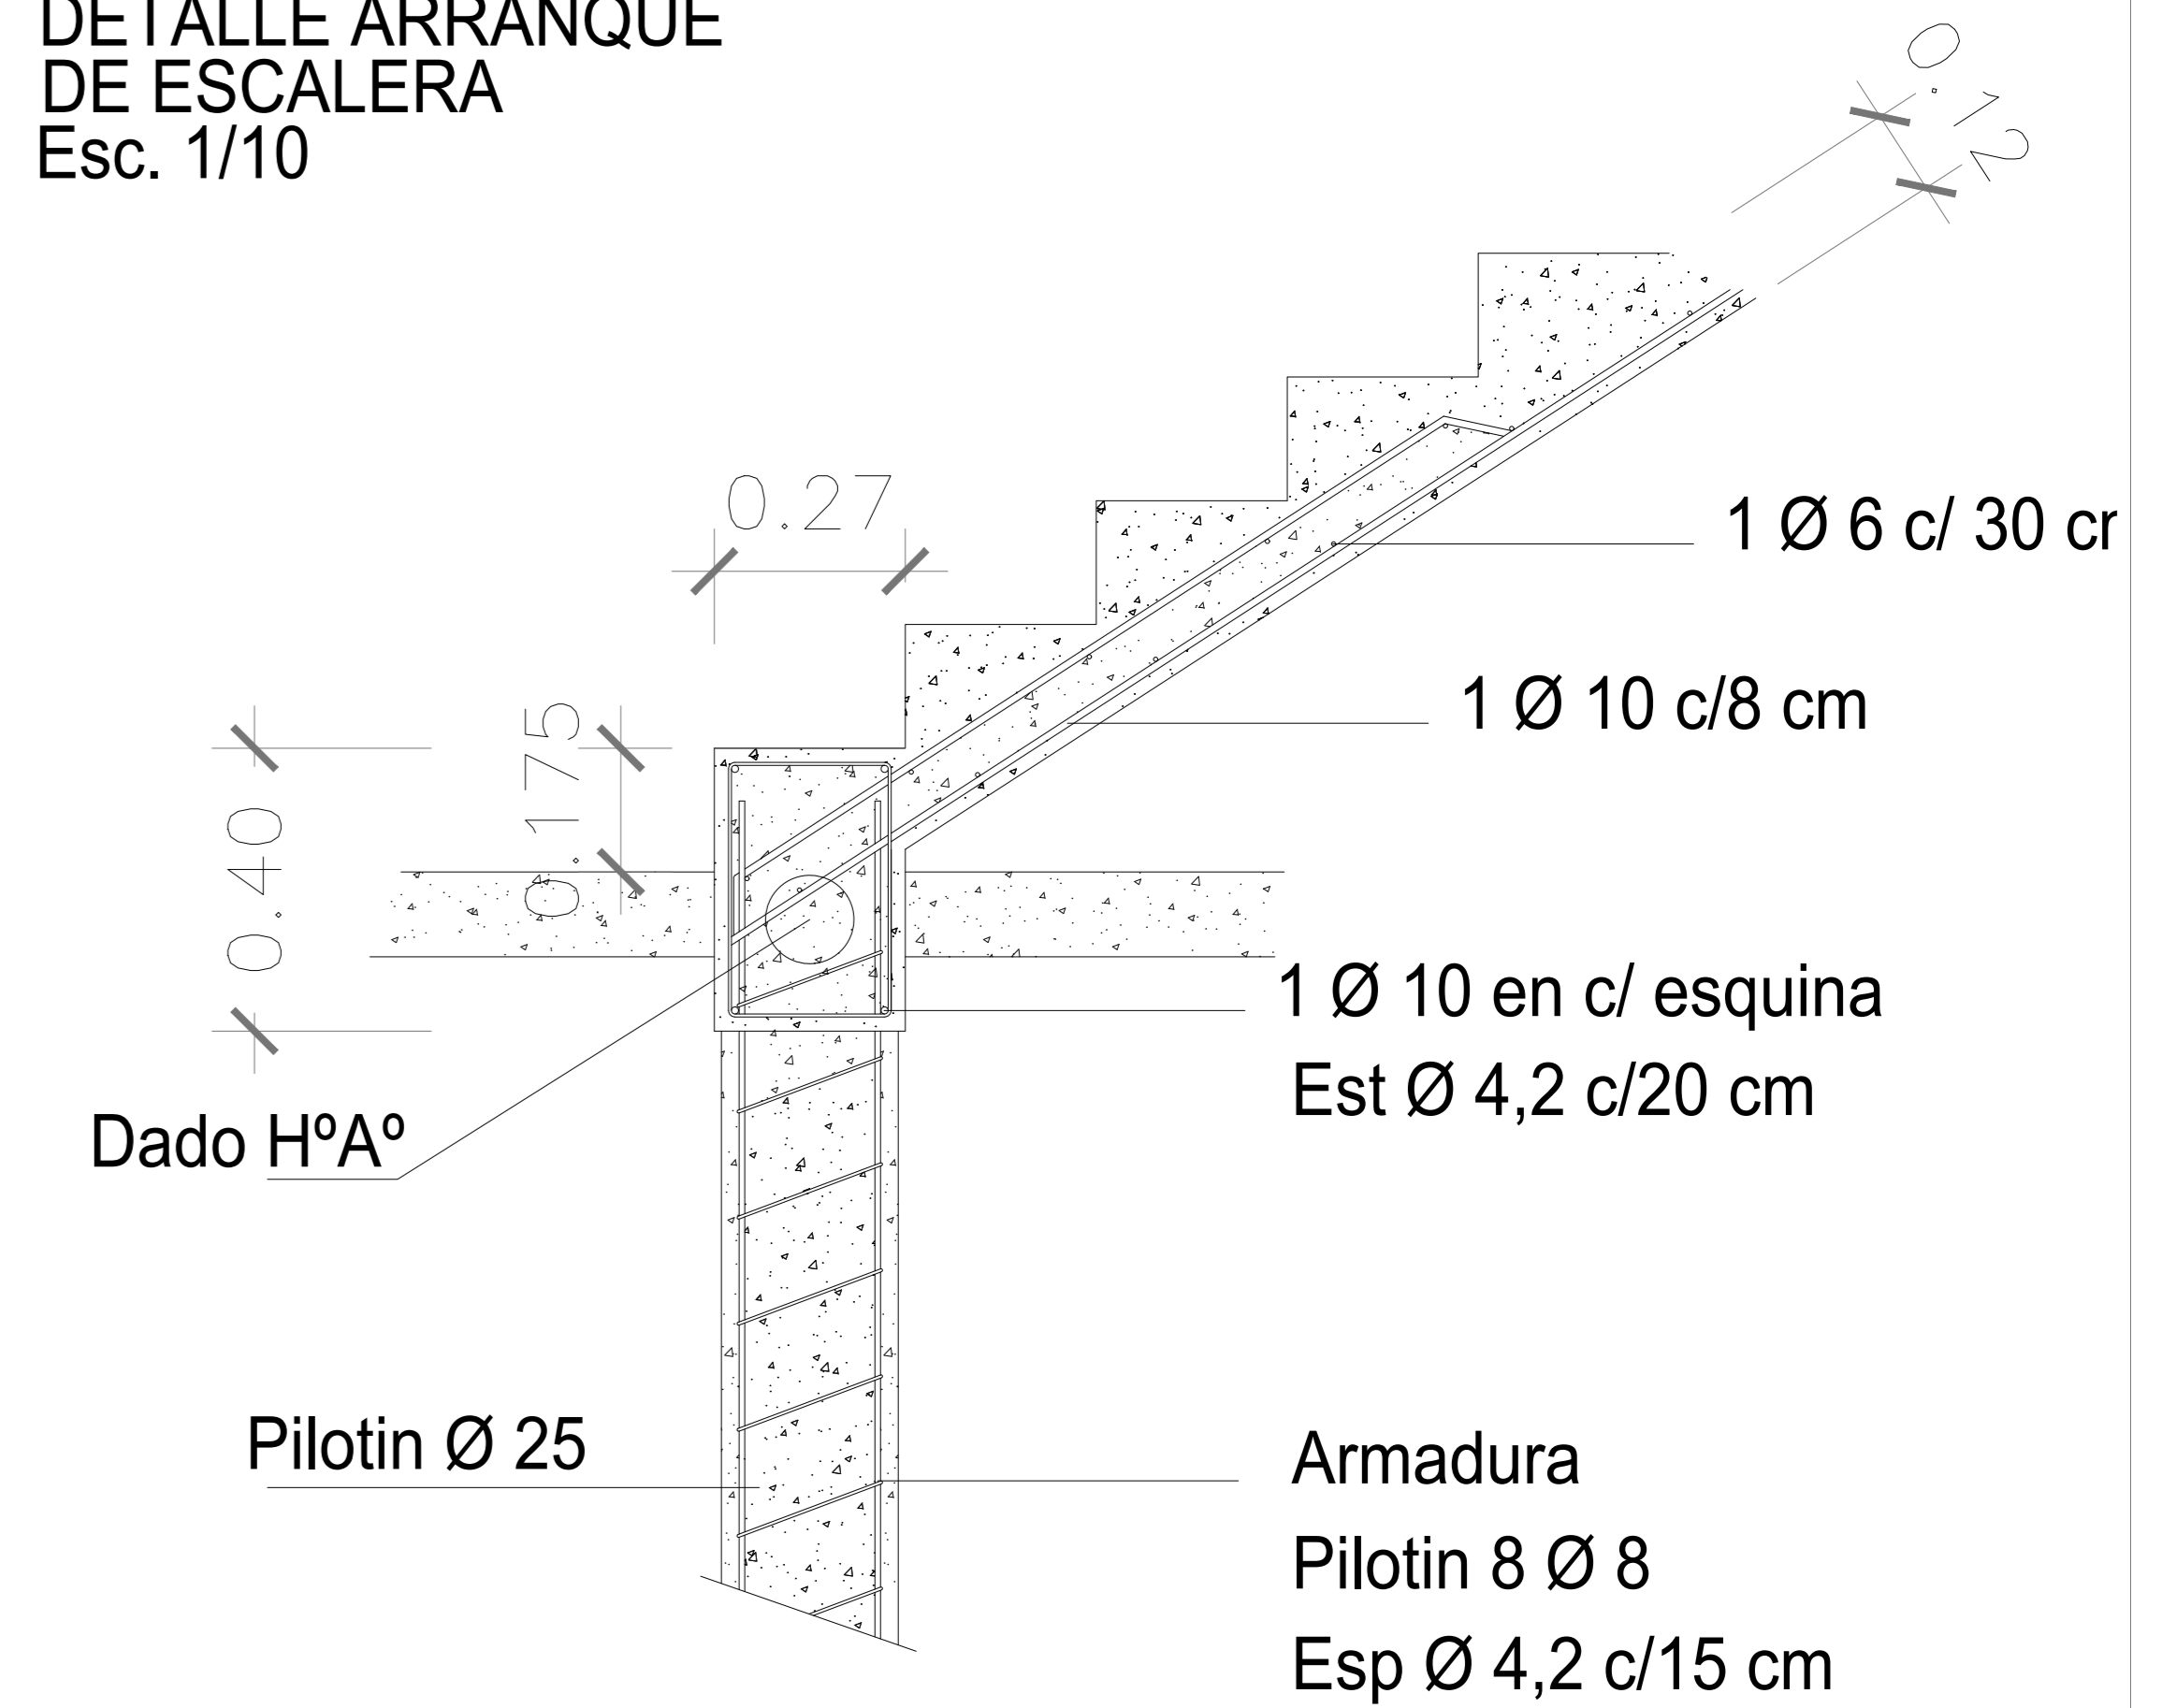 DETALLE ARRANQUE
DE ESCALERA
Esc. 1/10
0.12
0.27
1 Ø 6 c/ 30 cr
1 Ø 10 c/8 cm
0.175
0.40
1 Ø 10 en c/ esquina
Est Ø 4,2 c/20 cm
Dado HºAº
Pilotin Ø 25
Armadura
Pilotin 8 Ø 8
Esp Ø 4,2 c/15 cm